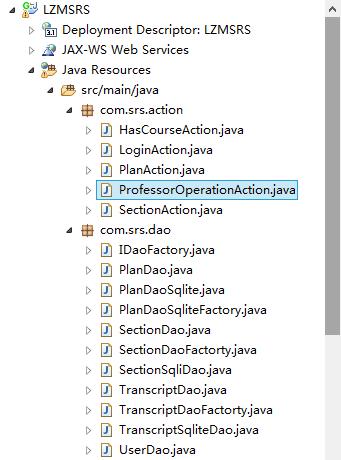 LZMSRS
Deployment Descriptor: LZMSRS
JAX-WS Web Services
Java Resources
src/main/java
com.srs.action
HasCourseAction.java
LoginAction.java
PlanAction.java
ProfessorOperationAction.java
SectionAction.java
com.srs.dao
IDaoFactory.java
PlanDao.java
PlanDaoSqlite.java
PlanDaoSqliteFactory.java
SectionDao.java
SectionDaoFactorty.java
SectionSqliDao.java
TranscriptDao.java
TranscriptDaoFactorty.java
TranscriptSqliteDao.java
UserDao.java